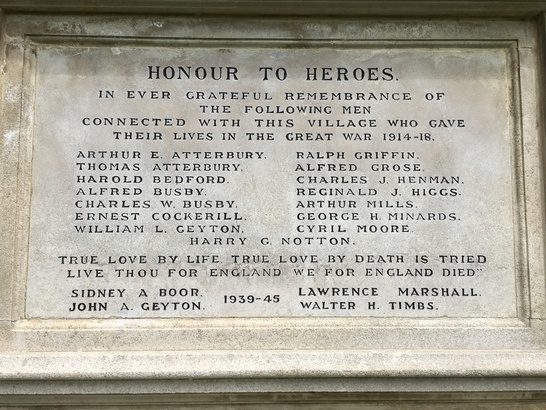 HONOUR TO HEROES.
IN EVER GRATEFUL REMEMBRANCE OF
THE FOLLOWING MEN
CONNECTED WITH THIS VILLAGE WHO GAVE
THEIR LIVES IN THE GREAT WAR 1914-18.
ARTHUR E. ATTERBURY. RALPH GRIFFIN.
THOMAS ATTERBURY. ALFRED GROSE.
HAROLD BEDFORD. CHARLES J. HENMAN.
ALFRED BUSBY. REGINALD J. HIGGS.
CHARLES W. BUSBY. ARTHUR MILLS.
ERNEST COCKERILL. GEORGE H. MINARDS.
WILLIAM L. GEYTON. CYRIL MOORE.
HARRY G. NOTTON.
"TRUE LOVE BY LIFE, TRUE LOVE BY DEATH IS TRIED
LIVE THOU FOR ENGLAND WE FOR ENGLAND DIED."
SIDNEY A BOOR. 1939-45 LAWRENCE MARSHALL.
JOHN A. GEYTON. WALTER H. TIMBS.